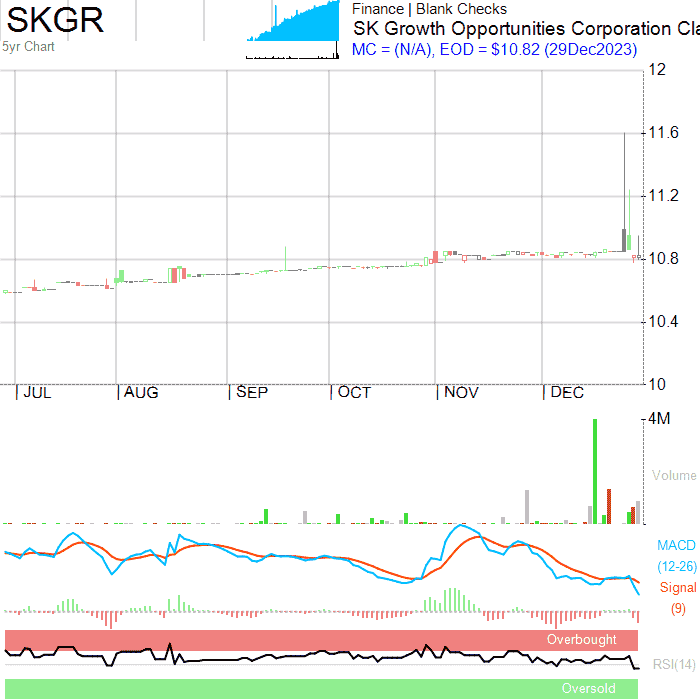 SKGR
5yr Chart
Finance | Blank Checks
SK Growth Opportunities Corporation Cla
MC = (N/A), EOD = $10.82 (29Dec2023)
12
11.6
11.2
10.8
10.4
10
|JUL |AUG |SEP |OCT |NOV |DEC
4M
Volume
MACD
(12-26)
Signal
(9)
Overbought
RSI(14)
Oversold